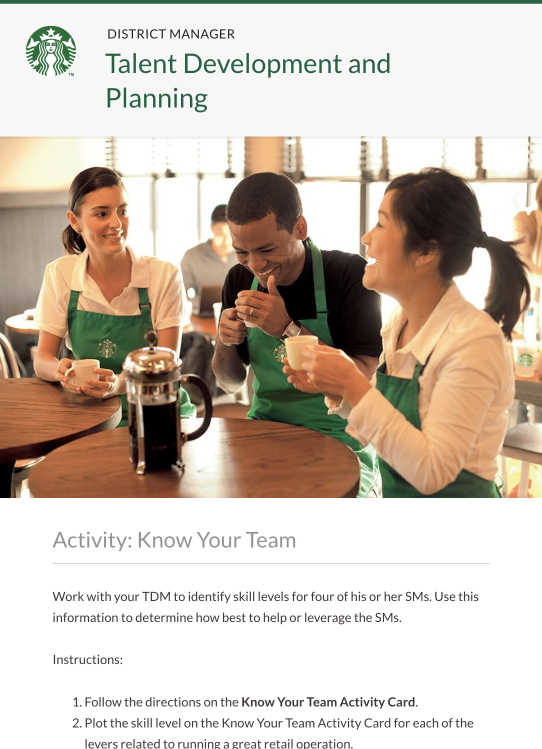 DISTRICT MANAGER
Talent Development and
Planning
Activity: Know Your Team
Work with your TDM to identify skill levels for four of his or her SMs. Use this
information to determine how best to help or leverage the SMs.
Instructions:
1. Follow the directions on the Know Your Team Activity Card.
2. Plot the skill level on the Know Your Team Activity Card for each of the
levers related to running a great retail operation.